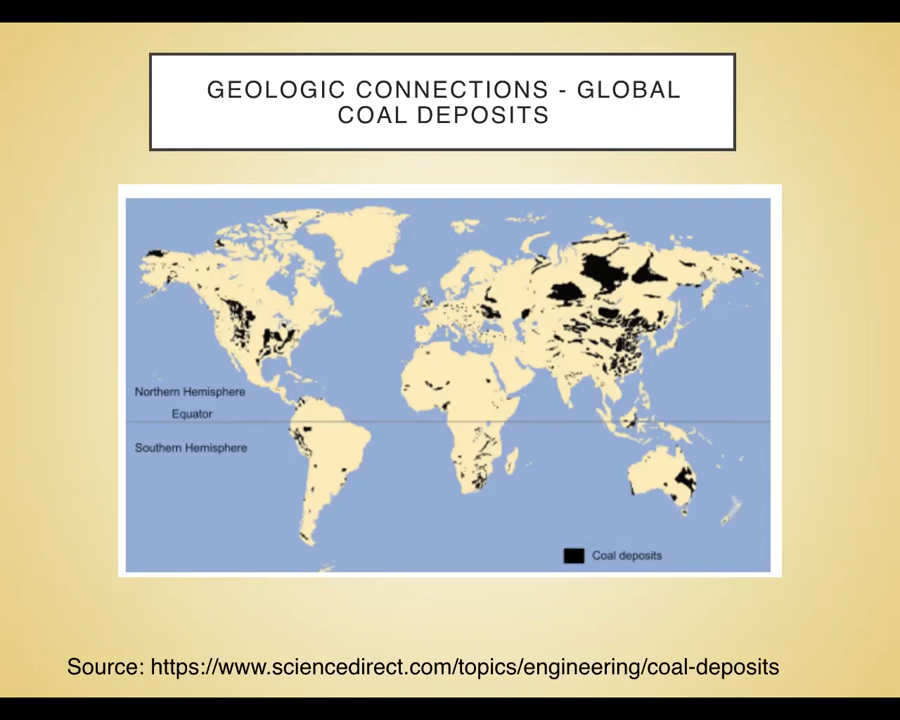 GEOLOGIC CONNECTIONS - GLOBAL
COAL DEPOSITS
Northern Hemisphere
Equator
Southern Hemisphere
Coal deposits
Source: https://www.sciencedirect.com/topics/engineering/coal-deposits